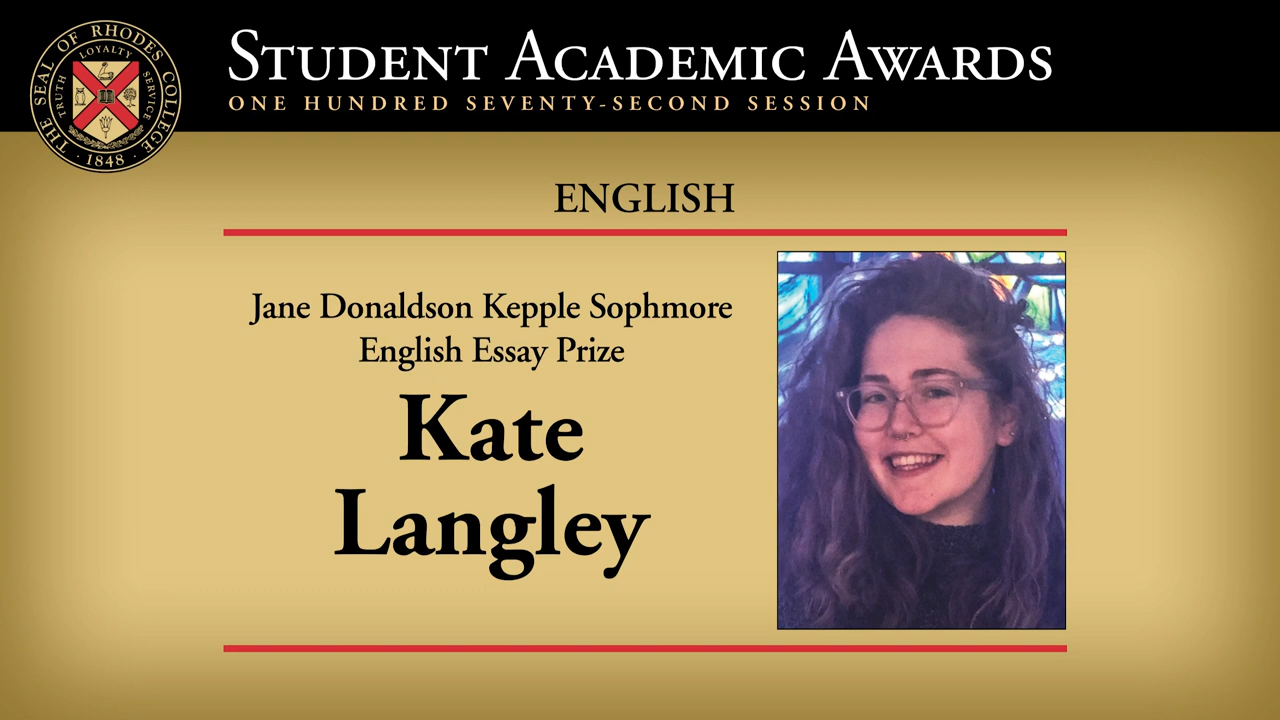 THE SEAL OF RHODES COLLEGE
· 1848 ·
TRUTH LOYALTY SERVICE
STUDENT ACADEMIC AWARDS
ONE HUNDRED SEVENTY-SECOND SESSION
ENGLISH
Jane Donaldson Kepple Sophmore
English Essay Prize
Kate
Langley